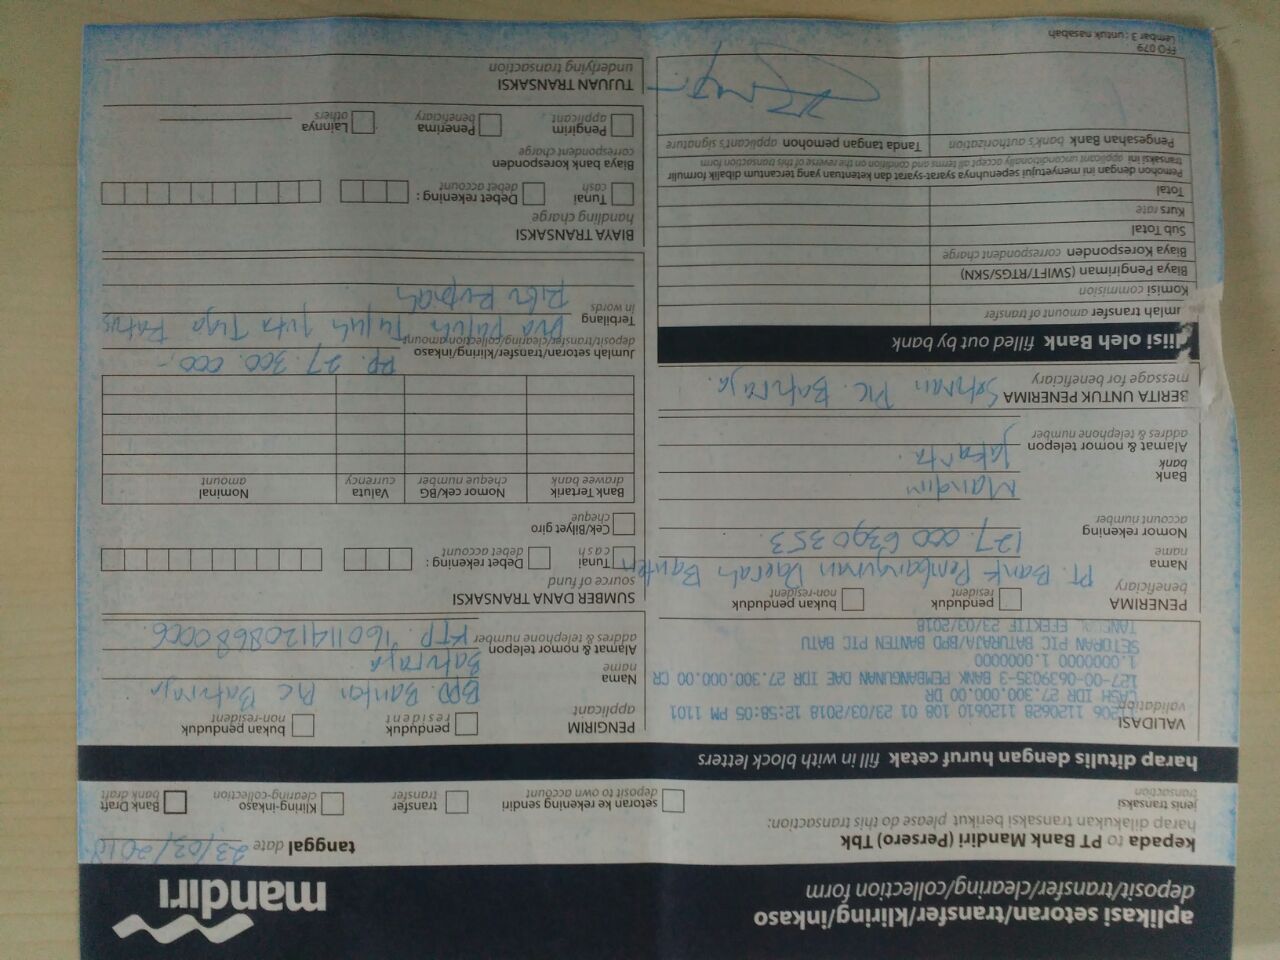 aplikasi setoran/transfer/kliring/inkaso
deposit/transfer/clearing/collection form
mandiri
kepada to PT Bank Mandiri (Persero) Tbk
harap dilakukan transaksi berikut please do this transaction:
tanggal date 23/03/2018
jenis transaksi
transaction
setoran ke rekening sendiri
deposit to own account
transfer
transfer
Kliring-inkaso
clearing-collection
Bank Draft
bank draft
harap ditulis dengan huruf cetak fill in with block letters
VALIDASI
validation
1206 1120628 1120610 108 01 23/03/2018 12:58:05 PM 1101
CASH IDR 27.300.000.00 DR
127-00-0639035-3 BANK PEMBANGUNAN DAE IDR 27.300.000.00 CR
1.0000000 1.0000000
SETORAN PIC BATURAJA/BPD BANTEN PIC BATU
TANGGAL EFEKTIF 23/03/2018
PENERIMA
beneficiary
penduduk
resident
bukan penduduk
non-resident
Nama
name
PT. Bank Pembangunan Daerah Banten
Nomor rekening
account number
127.000 6390353
Bank
bank
Mandiri
Jakarta
Alamat & nomor telepon
addres & telephone number
BERITA UNTUK PENERIMA
message for beneficiary
Setoran PIC Baturaja.
diisi oleh Bank filled out by bank
jmlah transfer amount of transfer
Komisi commision
Biaya Pengiriman (SWIFT/RTGS/SKN)
Biaya Koresponden correspondent charge
Sub Total
Kurs rate
Total
Pemohon dengan ini menyetujui sepenuhnya syarat-syarat dan ketentuan yang tercantum dibalik formulir
transaksi ini applicant unconditionally accept all terms and condition on the reverse of this transaction form
Pengesahan Bank bank's authorization
Tanda tangan pemohon applicant's signature
FFO 079
Lembar 3 : untuk nasabah
PENGIRIM
applicant
penduduk
resident
bukan penduduk
non-resident
Nama
name
BPD Banten PIC Baturaja
Baturaja
Alamat & nomor telepon
addres & telephone number
KTP. 1601141208680006
SUMBER DANA TRANSAKSI
source of fund
Tunai
cash
Debet rekening :
debet account
Cek/Bilyet giro
cheque
Bank Tertarik
drawee bank
Nomor cek/BG
cheque number
Valuta
currency
Nominal
amount
Jumlah setoran/transfer/kliring/inkaso
deposit/transfer/clearing/collection amount
Rp. 27.300.000,-
Terbilang
in words
Dua Puluh Tujuh Juta Tiga Ratus
Ribu Rupiah
BIAYA TRANSAKSI
handling charge
Tunai
cash
Debet rekening :
debet account
Biaya bank koresponden
correspondent charge
Pengirim
applicant
Penerima
beneficiary
Lainnya
others
TUJUAN TRANSAKSI
underlying transaction